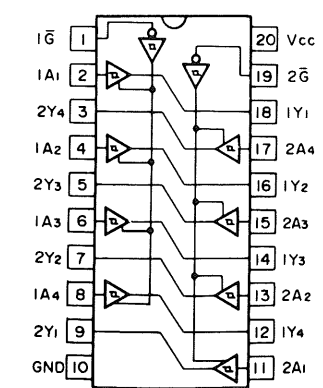 1G̅ 1 20 Vcc
1A1 2 19 2G̅
2Y4 3 18 1Y1
1A2 4 17 2A4
2Y3 5 16 1Y2
1A3 6 15 2A3
2Y2 7 14 1Y3
1A4 8 13 2A2
2Y1 9 12 1Y4
GND 10 11 2A1